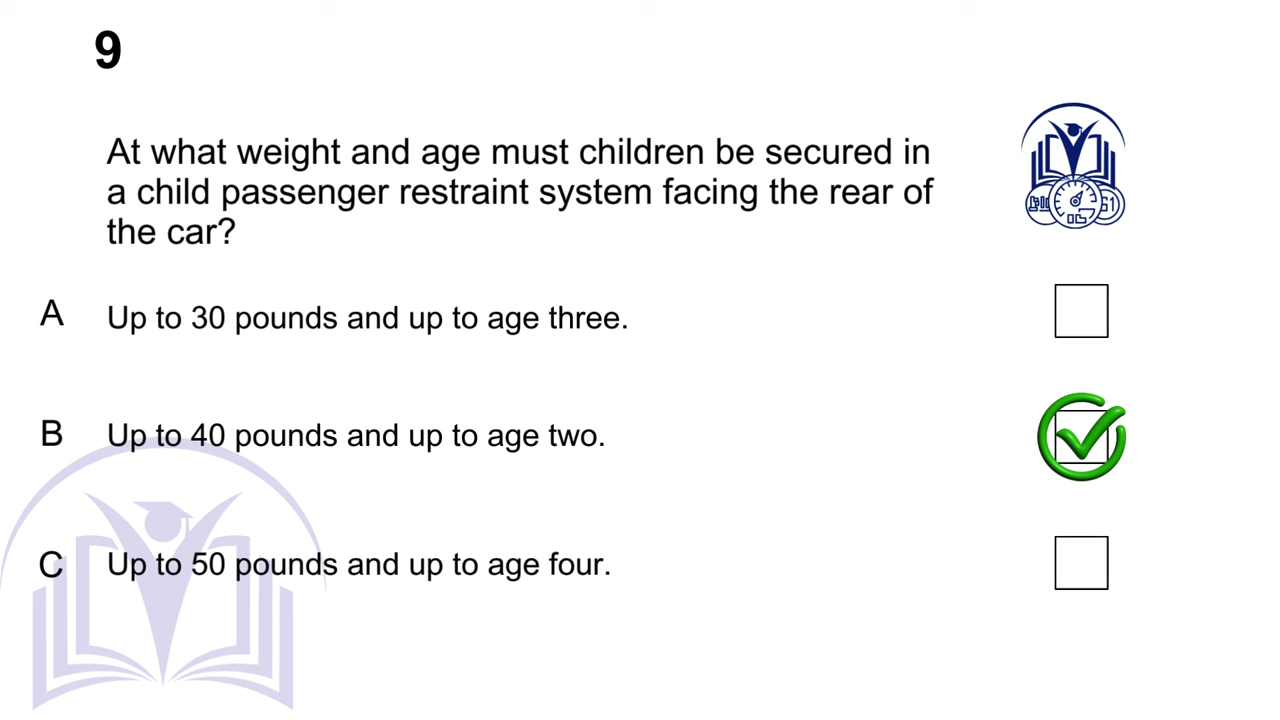 9
At what weight and age must children be secured in
a child passenger restraint system facing the rear of
the car?
A Up to 30 pounds and up to age three.
B Up to 40 pounds and up to age two.
C Up to 50 pounds and up to age four.